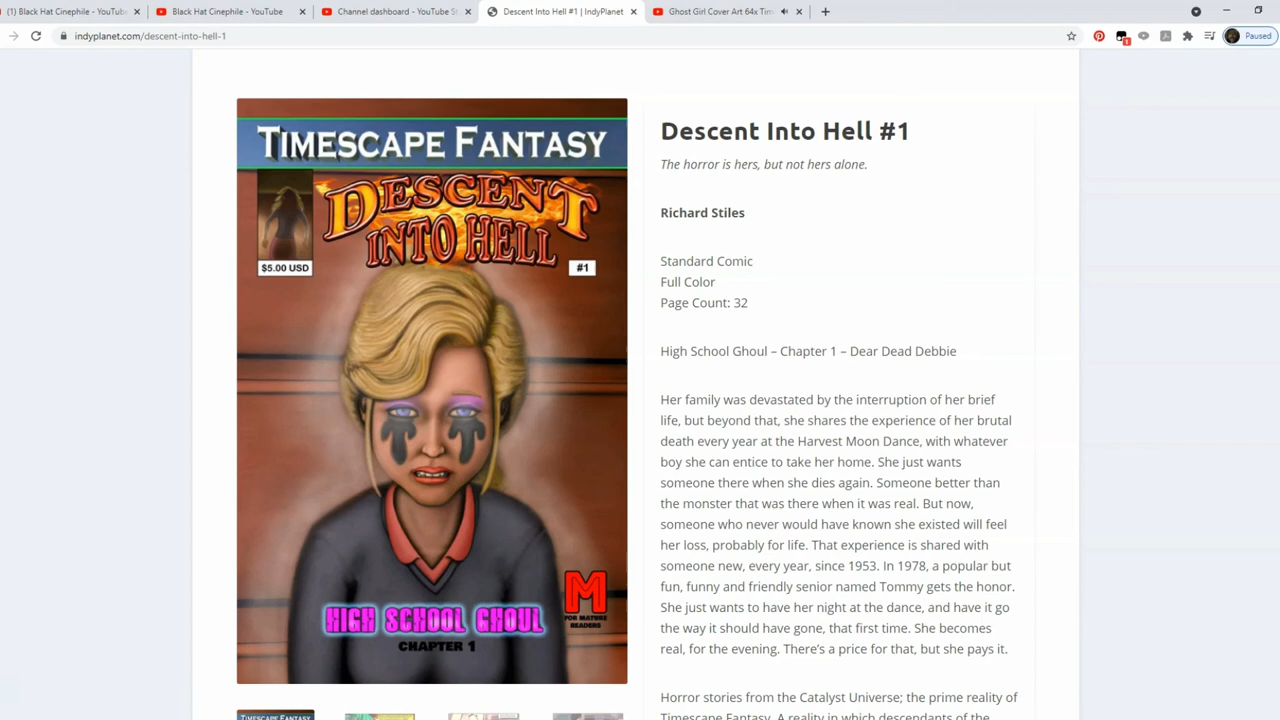 (1) Black Hat Cinephile - YouTub
Black Hat Cinephile - YouTube
Channel dashboard - YouTube St
Descent Into Hell #1 | IndyPlanet
Ghost Girl Cover Art 64x Tim
indyplanet.com/descent-into-hell-1
1
Paused
TIMESCAPE FANTASY
DESCENT
INTO HELL
$5.00 USD
#1
M
FOR MATURE
READERS
HIGH SCHOOL GHOUL
CHAPTER 1
TIMESCAPE FANTASY
Descent Into Hell #1
The horror is hers, but not hers alone.
Richard Stiles
Standard Comic
Full Color
Page Count: 32
High School Ghoul – Chapter 1 – Dear Dead Debbie
Her family was devastated by the interruption of her brief
life, but beyond that, she shares the experience of her brutal
death every year at the Harvest Moon Dance, with whatever
boy she can entice to take her home. She just wants
someone there when she dies again. Someone better than
the monster that was there when it was real. But now,
someone who never would have known she existed will feel
her loss, probably for life. That experience is shared with
someone new, every year, since 1953. In 1978, a popular but
fun, funny and friendly senior named Tommy gets the honor.
She just wants to have her night at the dance, and have it go
the way it should have gone, that first time. She becomes
real, for the evening. There's a price for that, but she pays it.
Horror stories from the Catalyst Universe; the prime reality of
Timescape Fantasy. A reality in which descendants of the